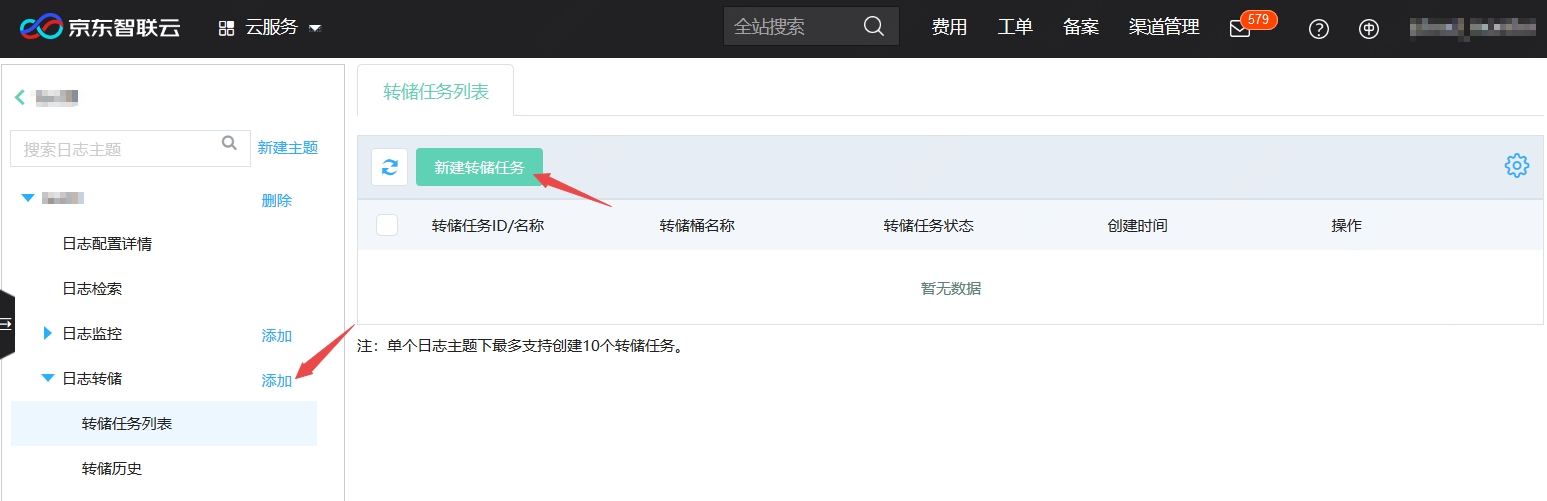 京东智联云 云服务 全站搜索 费用 工单 备案 渠道管理 579
转储任务列表
搜索日志主题 新建主题
新建转储任务
删除
转储任务ID/名称 转储桶名称 转储任务状态 创建时间 操作
日志配置详情
日志检索
暂无数据
日志监控 添加
注：单个日志主题下最多支持创建10个转储任务。
日志转储 添加
转储任务列表
转储历史